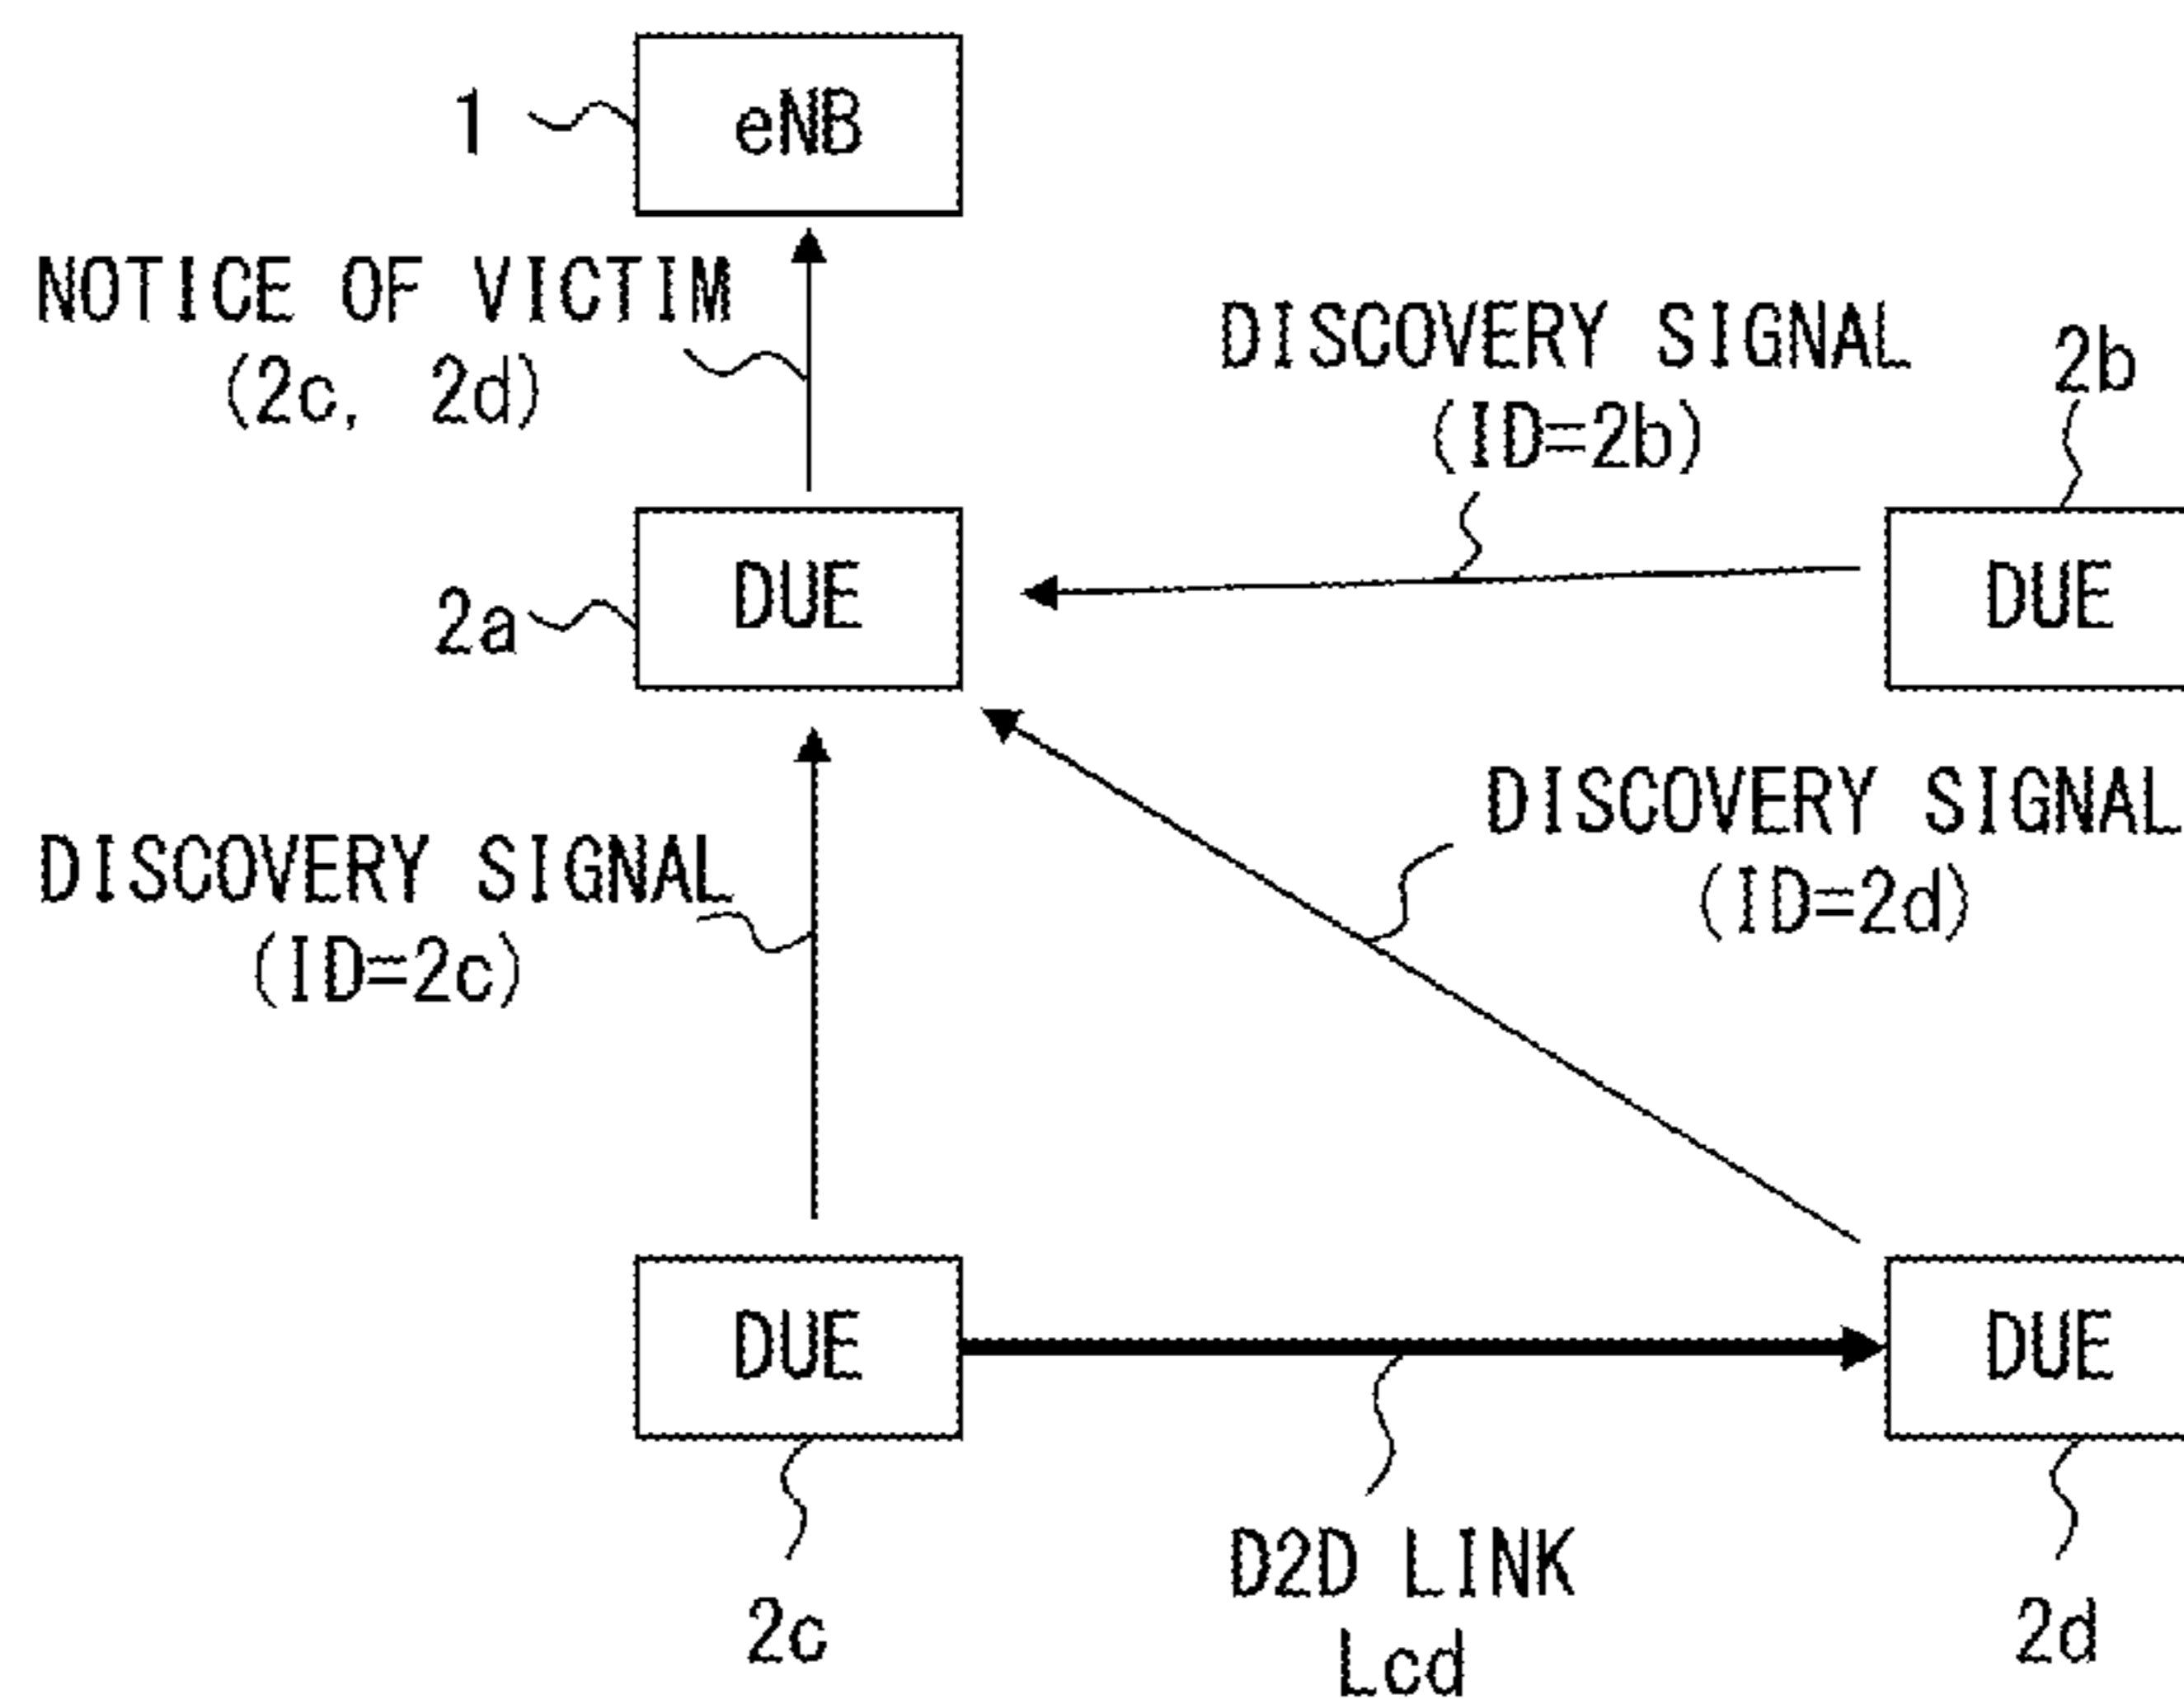 1
eNB
NOTICE OF VICTIM
(2c, 2d)
DISCOVERY SIGNAL
(ID=2b)
2b
2a
DUE
DUE
DISCOVERY SIGNAL
(ID=2d)
DISCOVERY SIGNAL
(ID=2c)
DUE
DUE
D2D LINK
Lcd
2c
2d